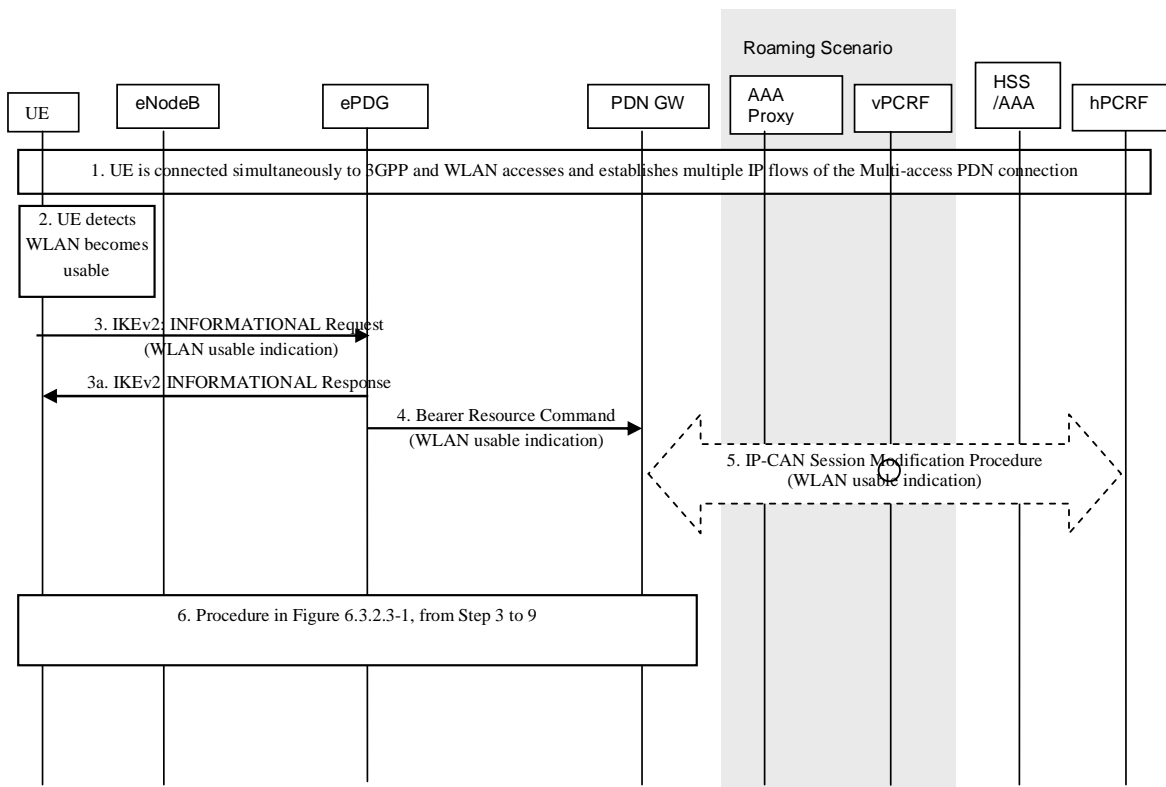 Roaming Scenario
UE
eNodeB
ePDG
PDN GW
AAA
Proxy
vPCRF
HSS
/AAA
hPCRF
1. UE is connected simultaneously to 3GPP and WLAN accesses and establishes multiple IP flows of the Multi-access PDN connection
2. UE detects
WLAN becomes
usable
3. IKEv2: INFORMATIONAL Request
(WLAN usable indication)
3a. IKEv2 INFORMATIONAL Response
4. Bearer Resource Command
(WLAN usable indication)
5. IP-CAN Session Modification Procedure
(WLAN usable indication)
6. Procedure in Figure 6.3.2.3-1, from Step 3 to 9